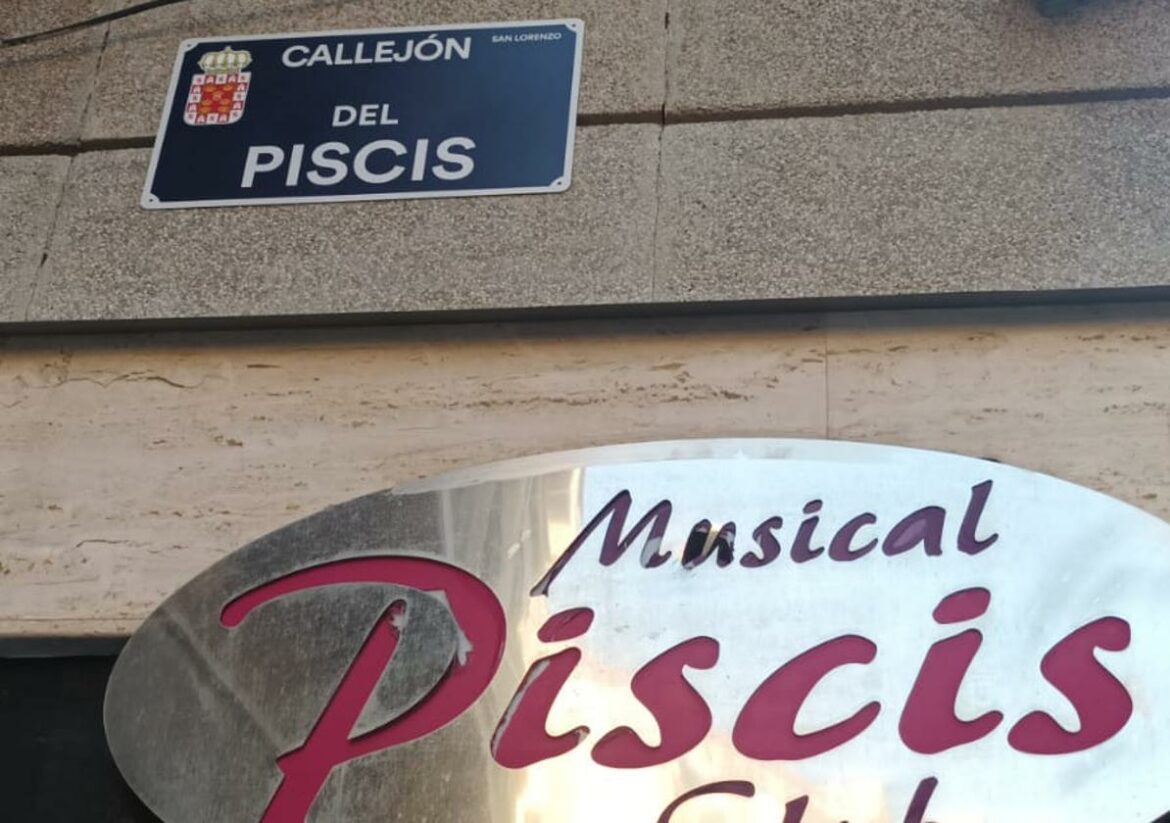 CALLEJÓN
SAN LORENZO
DEL
PISCIS
Musical
Piscis